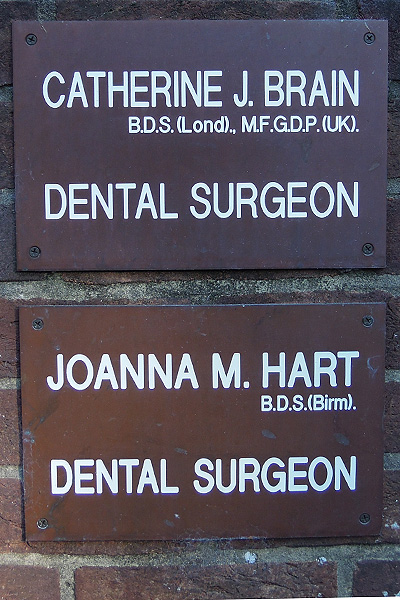 CATHERINE J. BRAIN
B.D.S. (Lond)., M.F.G.D.P. (UK).
DENTAL SURGEON
JOANNA M. HART
B.D.S.(Birm).
DENTAL SURGEON